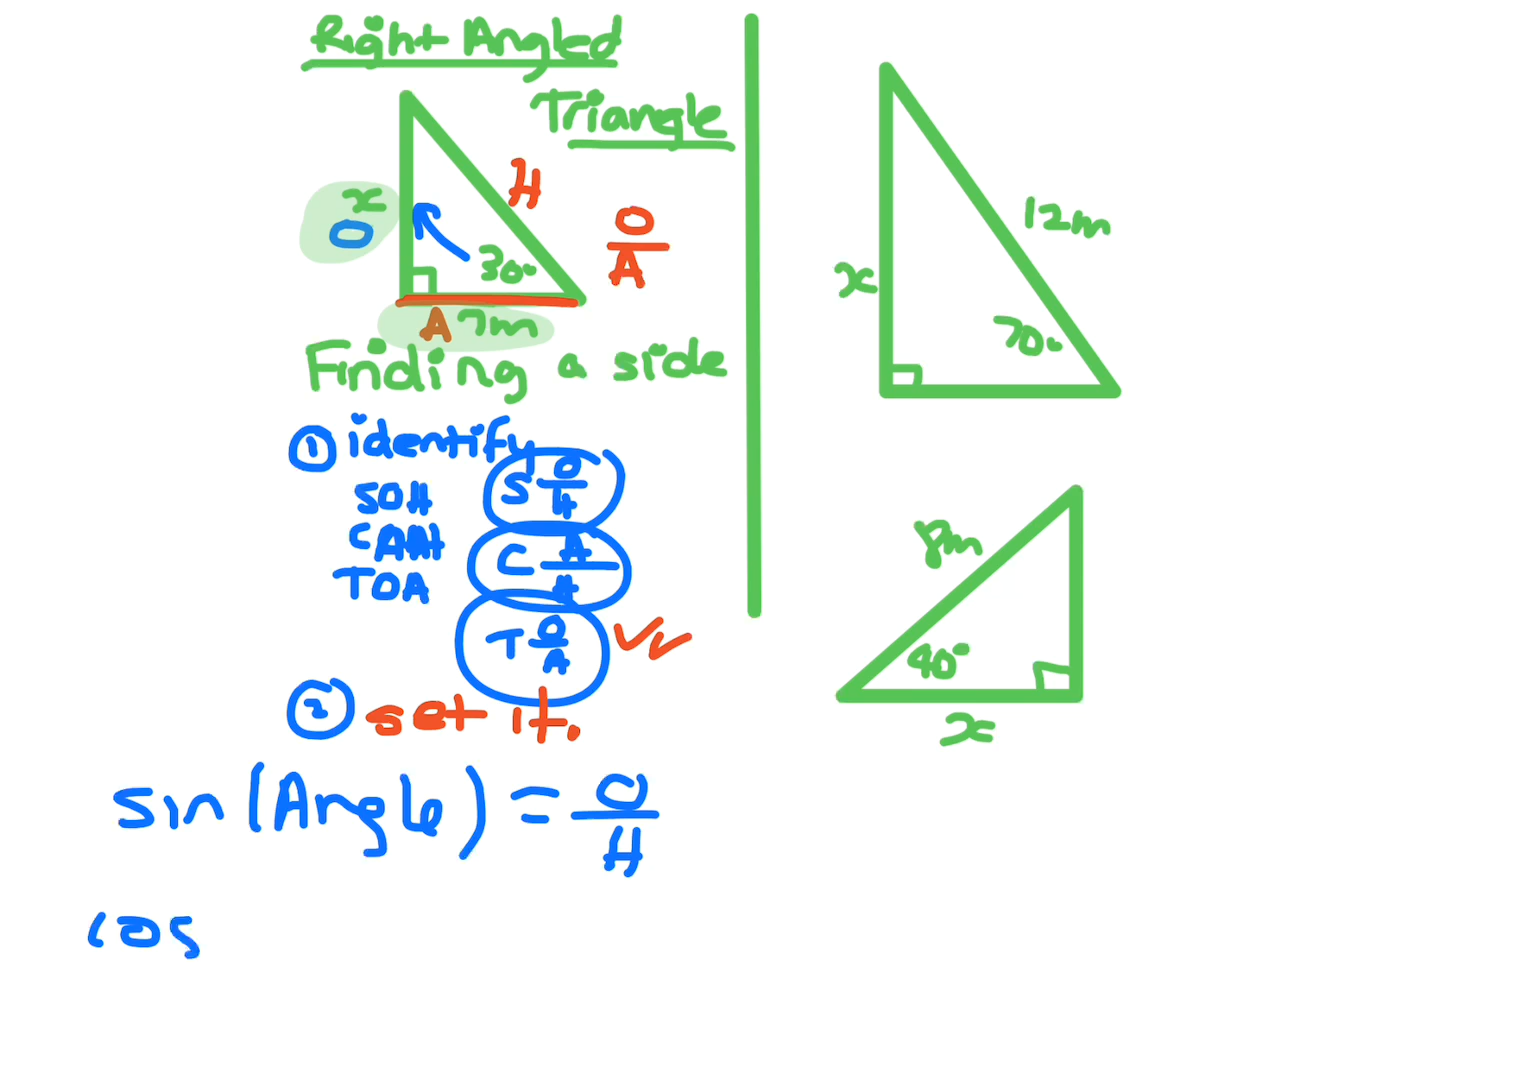 Right Angled
Triangle
x
O
H
30°
O
A
A 7m
Finding a side
① identify
SOH
CAH
TOA
S O
H
C A
H
T O
A
② set it.
sin (Angle) = O
H
cos
12m
x
70°
8m
40°
x